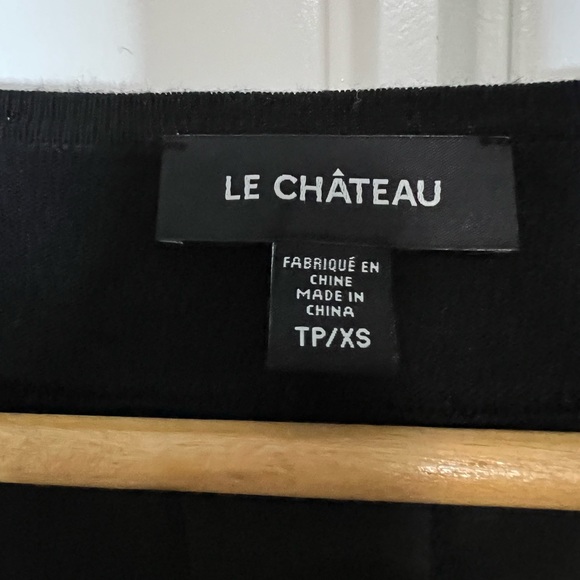 LE CHÂTEAU
FABRIQUÉ EN
CHINE
MADE IN
CHINA
TP/XS